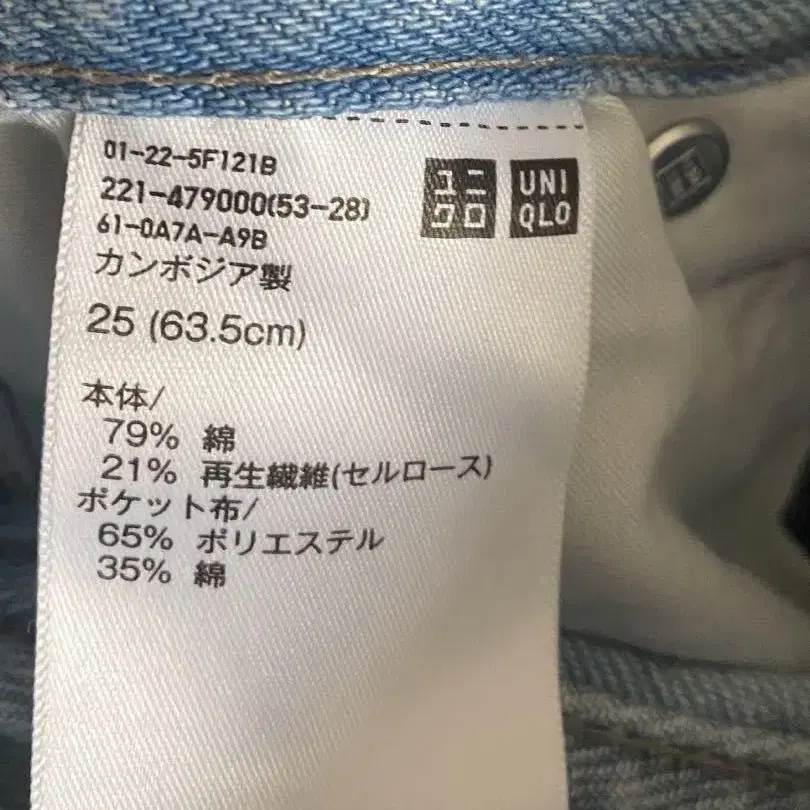 01-22-5F121B
221-479000(53-28)
61-0A7A-A9B
カンボジア製
ユニ
クロ
UNI
QLO
25 (63.5cm)
本体/
79% 綿
21% 再生繊維(セルロース)
ポケット布/
65% ポリエステル
35% 綿